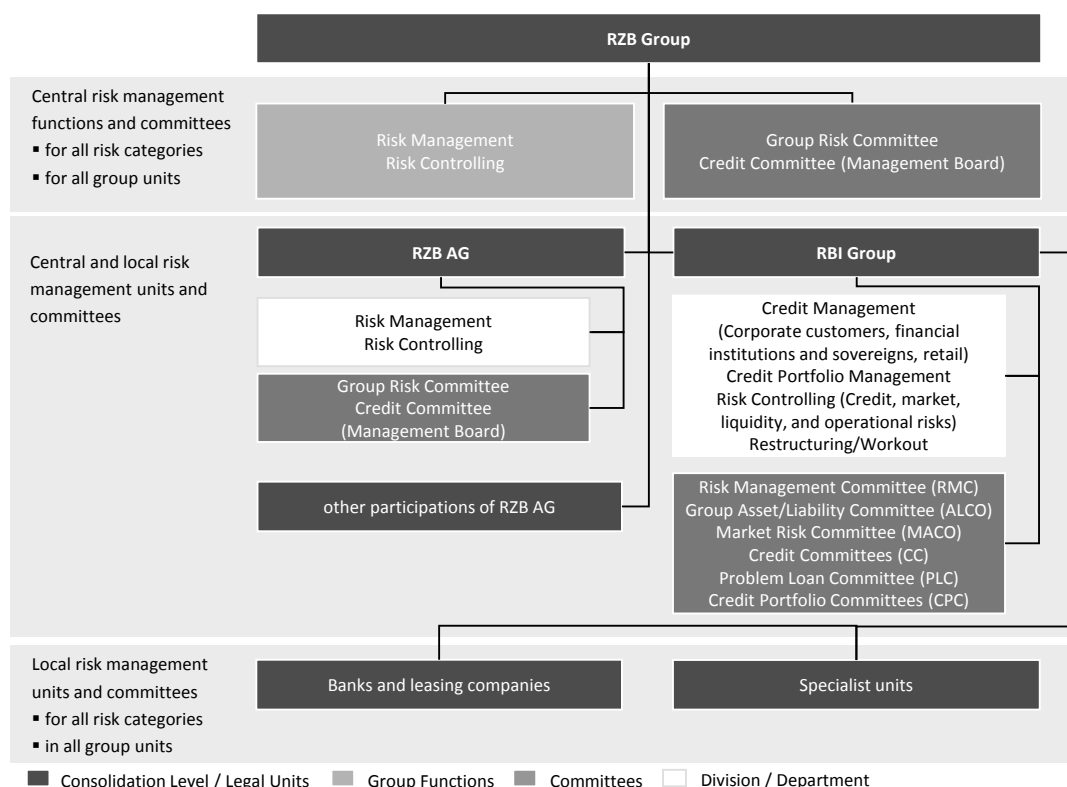 RZB Group
Central risk management
functions and committees
▪ for all risk categories
▪ for all group units
Risk Management
Risk Controlling
Group Risk Committee
Credit Committee (Management Board)
Central and local risk
management units and
committees
RZB AG
Risk Management
Risk Controlling
Group Risk Committee
Credit Committee
(Management Board)
other participations of RZB AG
RBI Group
Credit Management
(Corporate customers, financial
institutions and sovereigns, retail)
Credit Portfolio Management
Risk Controlling (Credit, market,
liquidity, and operational risks)
Restructuring/Workout
Risk Management Committee (RMC)
Group Asset/Liability Committee (ALCO)
Market Risk Committee (MACO)
Credit Committees (CC)
Problem Loan Committee (PLC)
Credit Portfolio Committees (CPC)
Local risk management
units and committees
▪ for all risk categories
▪ in all group units
Banks and leasing companies
Specialist units
Consolidation Level / Legal Units
Group Functions
Committees
Division / Department